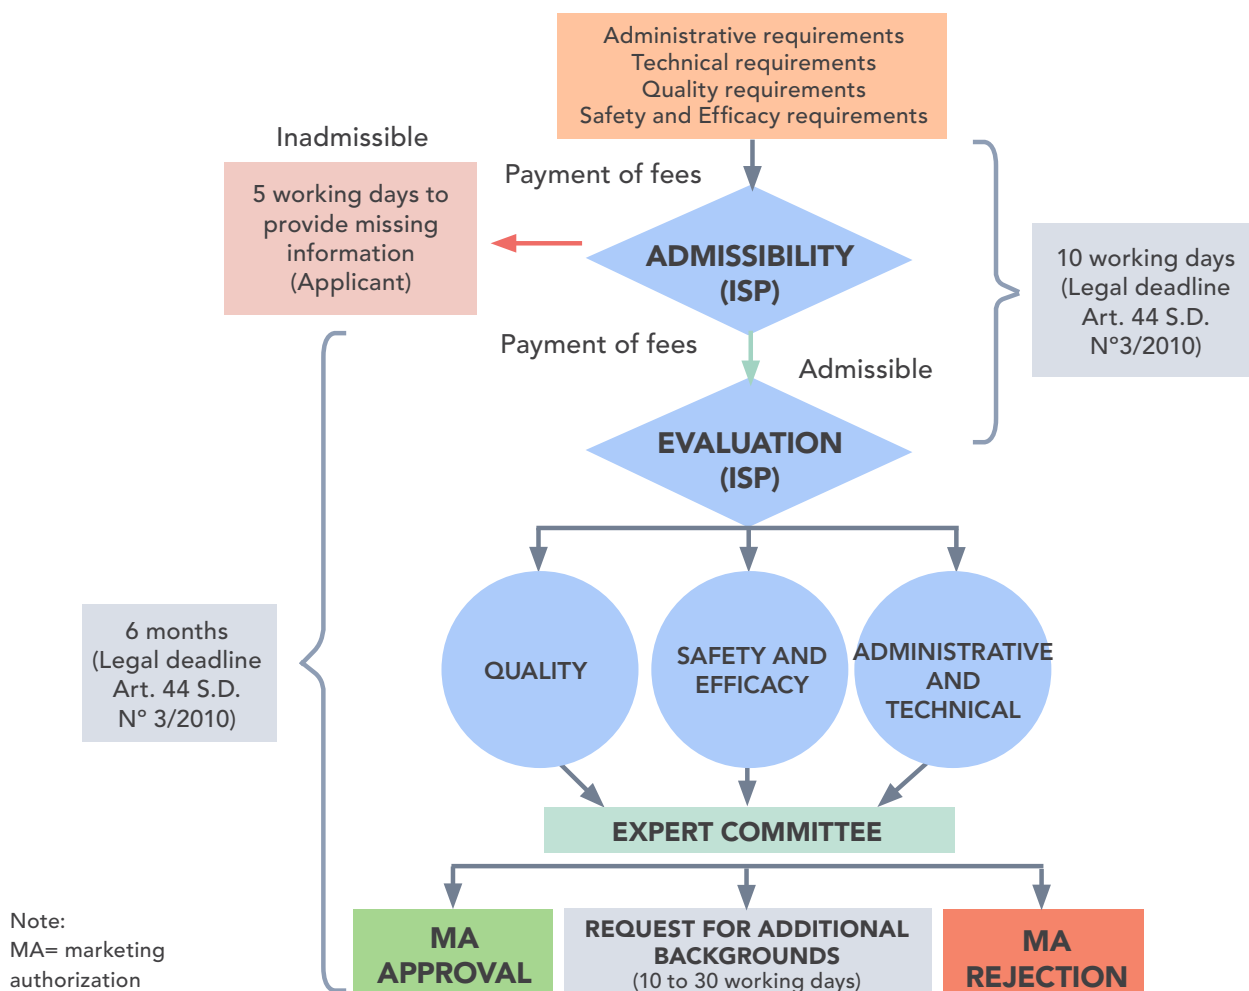 Administrative requirements
Technical requirements
Quality requirements
Safety and Efficacy requirements
Inadmissible
5 working days to
provide missing
information
(Applicant)
Payment of fees
ADMISSIBILITY
(ISP)
10 working days
(Legal deadline
Art. 44 S.D.
N°3/2010)
Payment of fees
Admissible
EVALUATION
(ISP)
6 months
(Legal deadline
Art. 44 S.D.
N° 3/2010)
QUALITY
SAFETY AND
EFFICACY
ADMINISTRATIVE
AND
TECHNICAL
EXPERT COMMITTEE
MA
APPROVAL
REQUEST FOR ADDITIONAL
BACKGROUNDS
(10 to 30 working days)
MA
REJECTION
Note:
MA= marketing
authorization